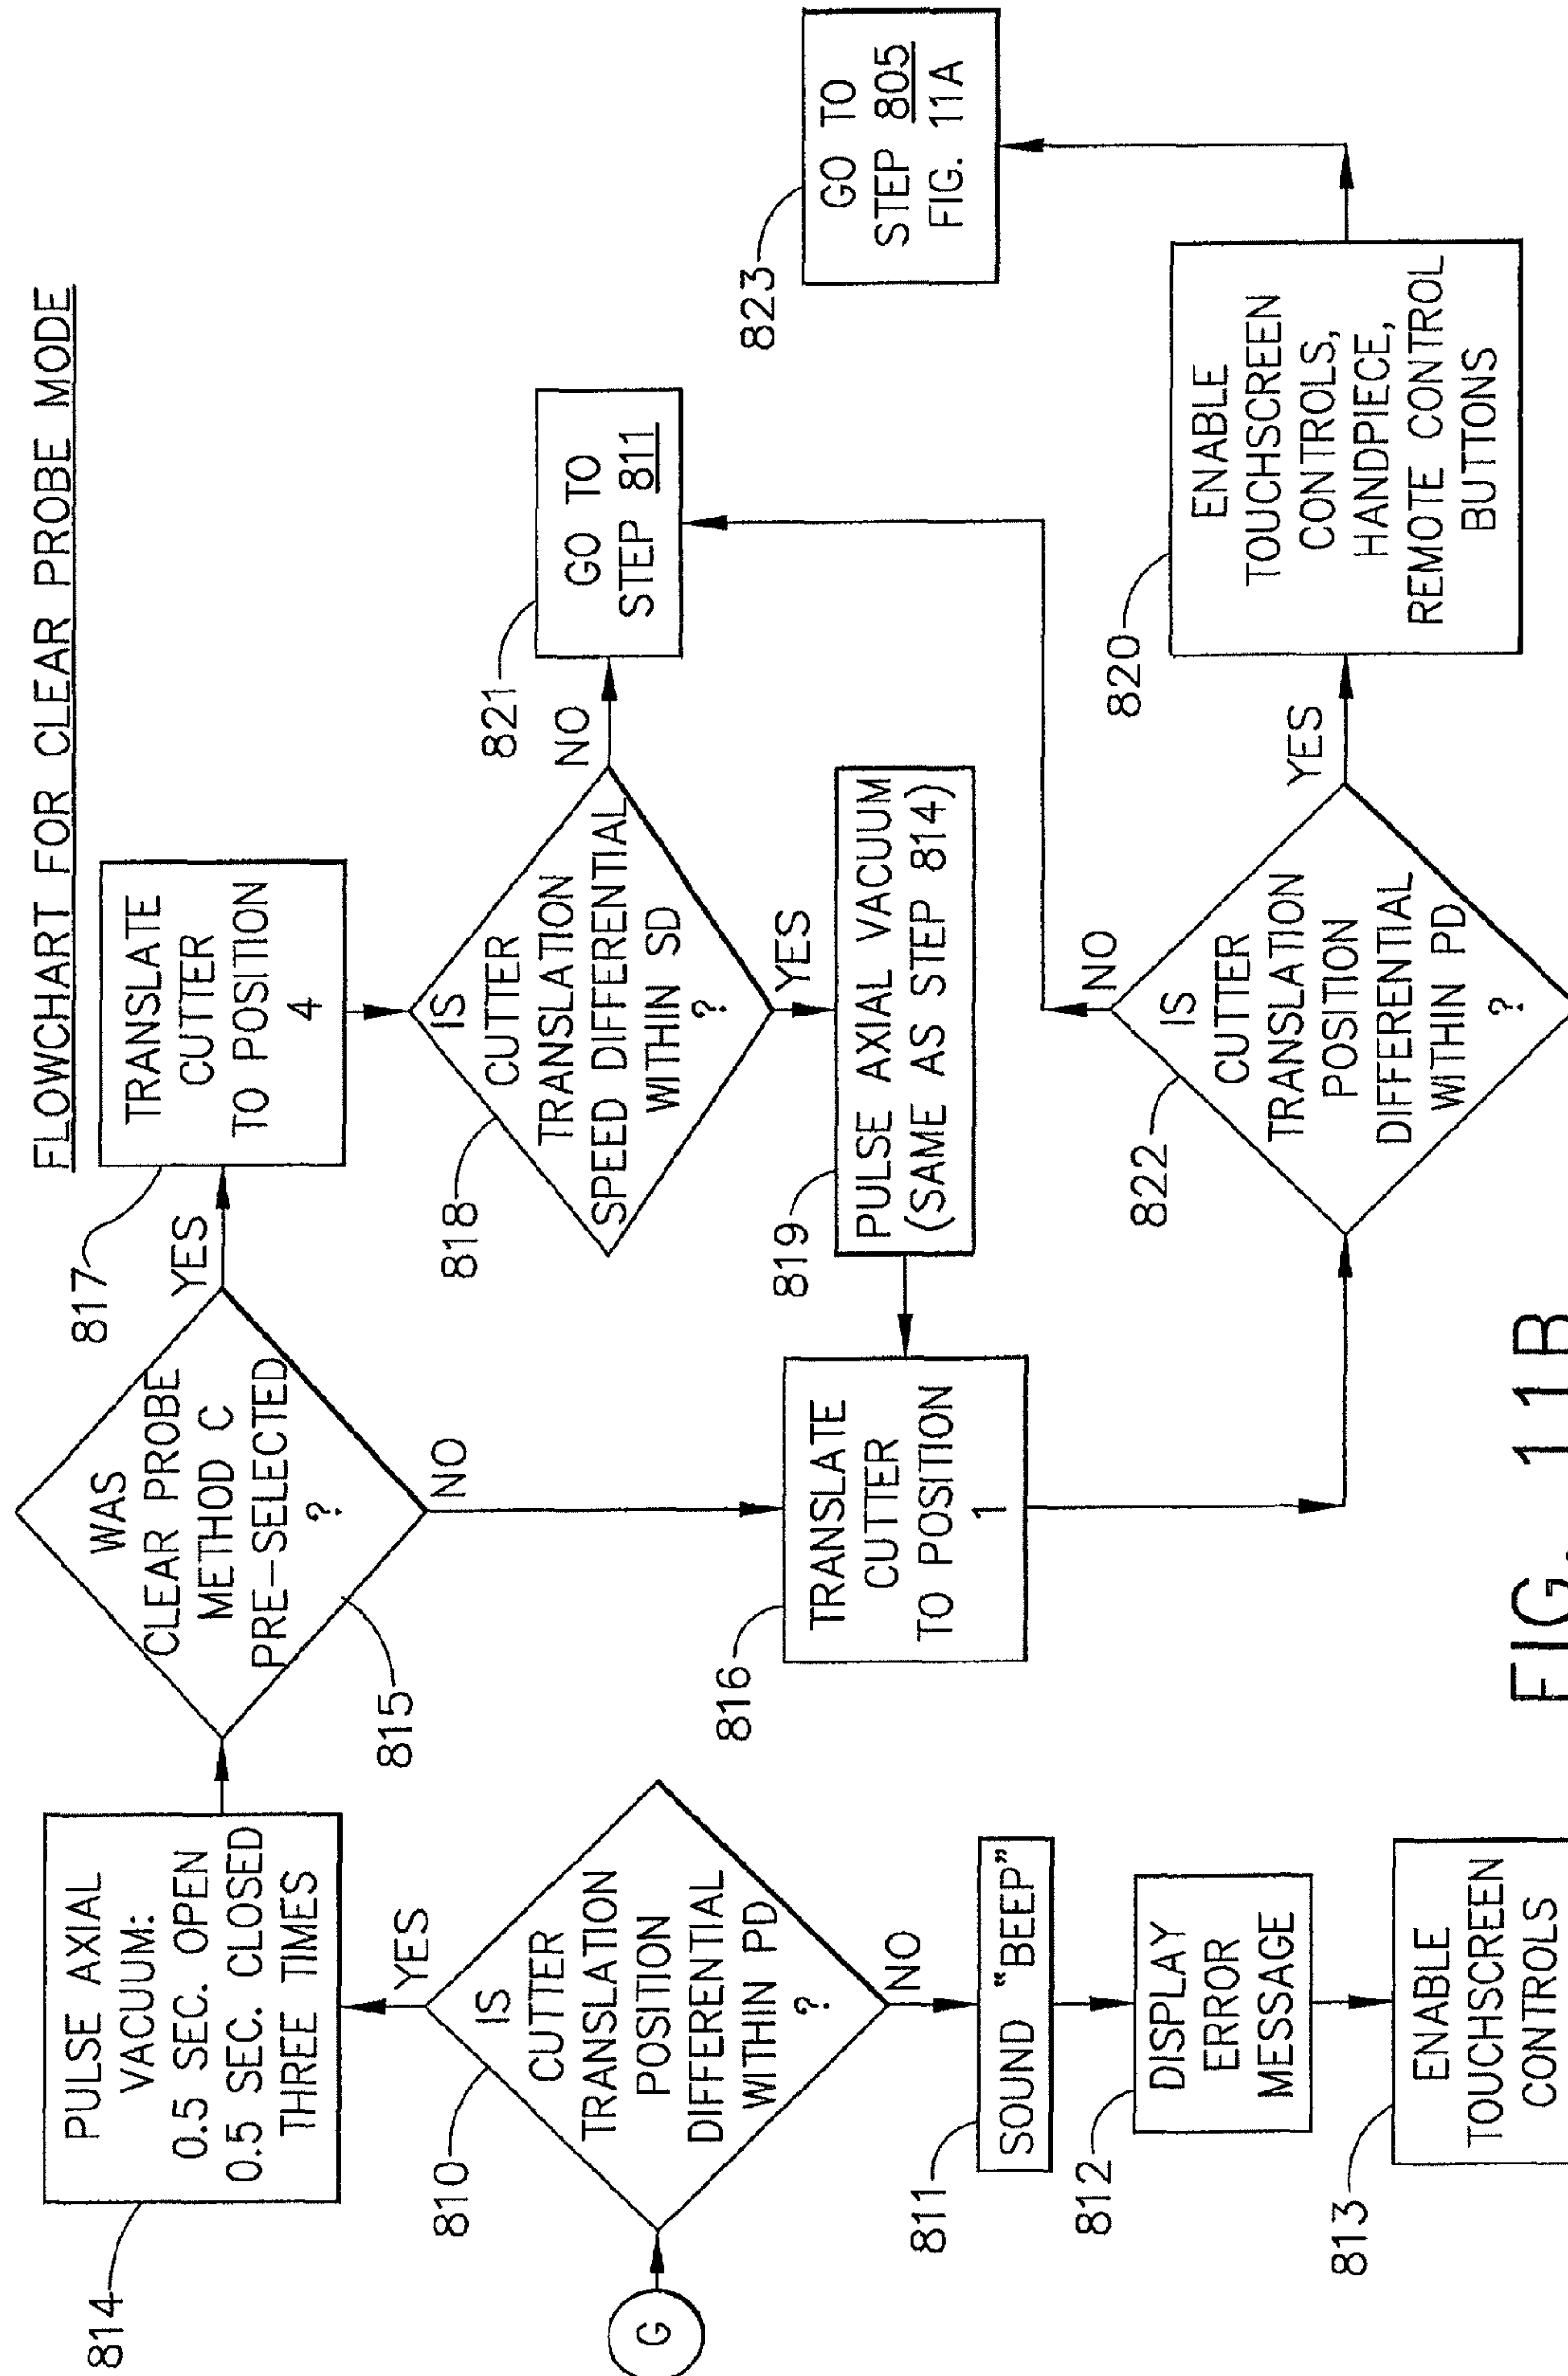 FLOWCHART FOR CLEAR PROBE MODE
814
PULSE AXIAL
VACUUM:
0.5 SEC. OPEN
0.5 SEC. CLOSED
THREE TIMES
815
WAS
CLEAR PROBE
METHOD C
PRE-SELECTED
?
YES
NO
817
TRANSLATE
CUTTER
TO POSITION
4
G
810
IS
CUTTER
TRANSLATION
POSITION
DIFFERENTIAL
WITHIN PD
?
YES
NO
818
IS
CUTTER
TRANSLATION
SPEED DIFFERENTIAL
WITHIN SD
?
NO
YES
821
GO TO
STEP 811
811
SOUND “BEEP”
816
TRANSLATE
CUTTER
TO POSITION
1
819
PULSE AXIAL VACUUM
(SAME AS STEP 814)
823
GO TO
STEP 805
FIG. 11A
812
DISPLAY
ERROR
MESSAGE
822
IS
CUTTER
TRANSLATION
POSITION
DIFFERENTIAL
WITHIN PD
?
NO
YES
820
ENABLE
TOUCHSCREEN
CONTROLS,
HANDPIECE,
REMOTE CONTROL
BUTTONS
813
ENABLE
TOUCHSCREEN
CONTROLS
FIG. 11B